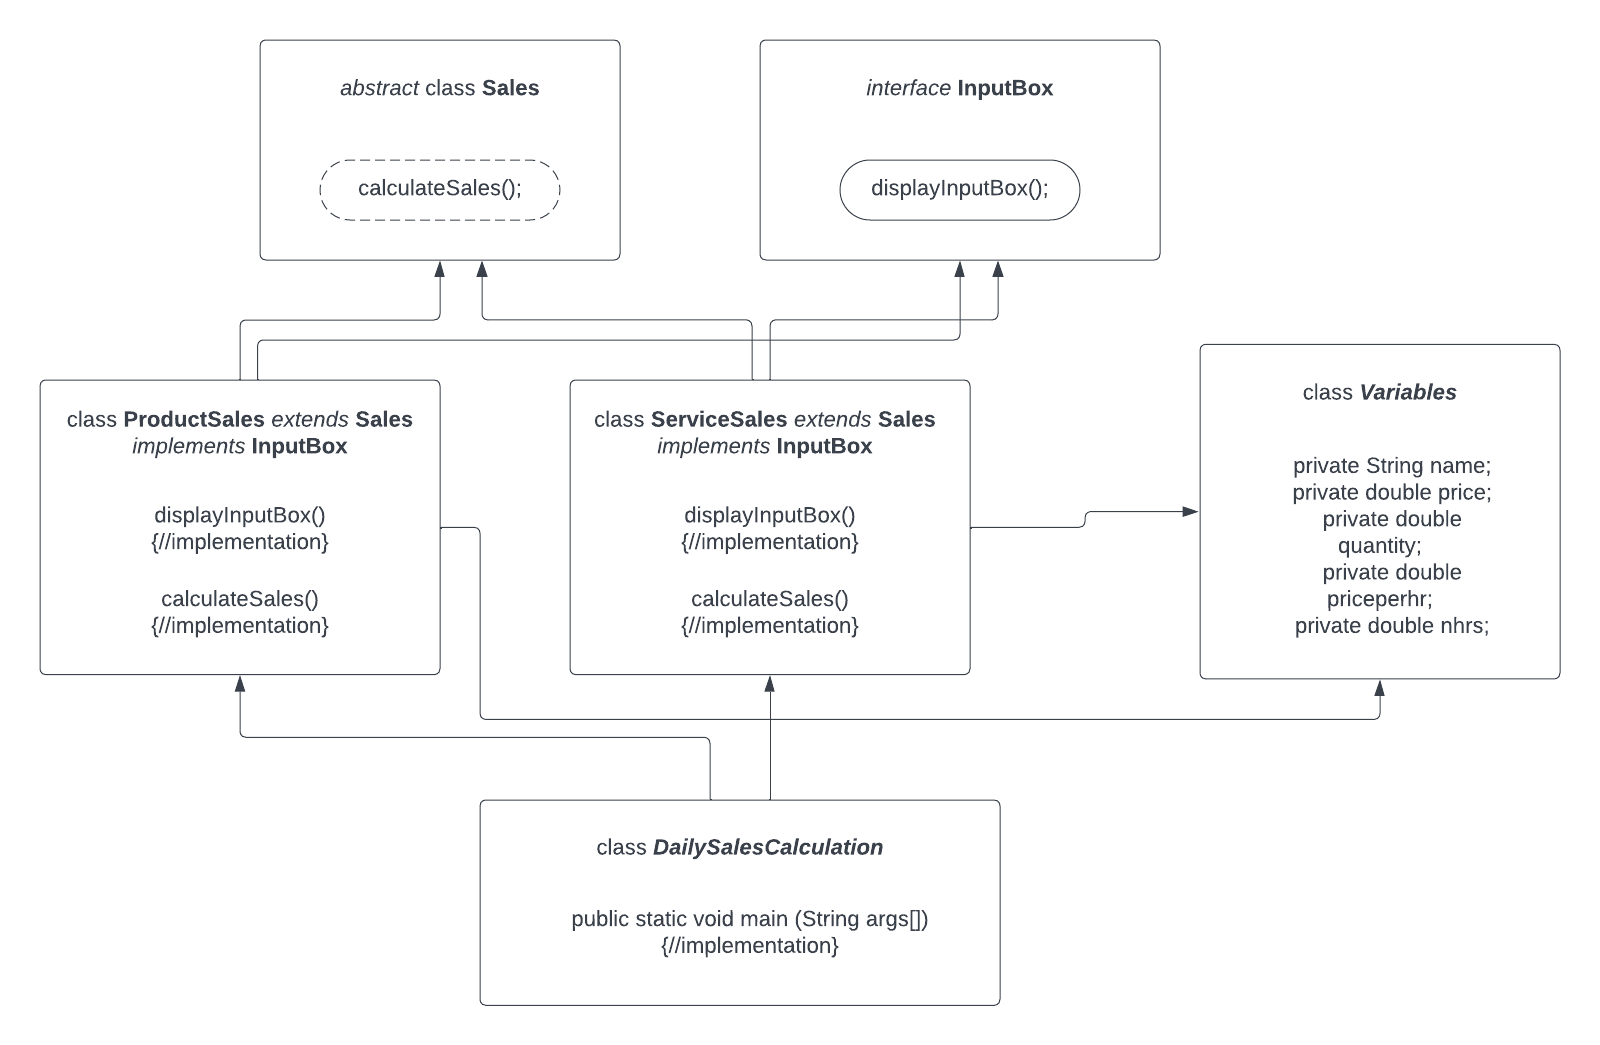 abstract class Sales
calculateSales();
interface InputBox
displayInputBox();
class ProductSales extends Sales
implements InputBox
displayInputBox()
{//implementation}
calculateSales()
{//implementation}
class ServiceSales extends Sales
implements InputBox
displayInputBox()
{//implementation}
calculateSales()
{//implementation}
class Variables
private String name;
private double price;
private double
quantity;
private double
priceperhr;
private double nhrs;
class DailySalesCalculation
public static void main (String args[])
{//implementation}